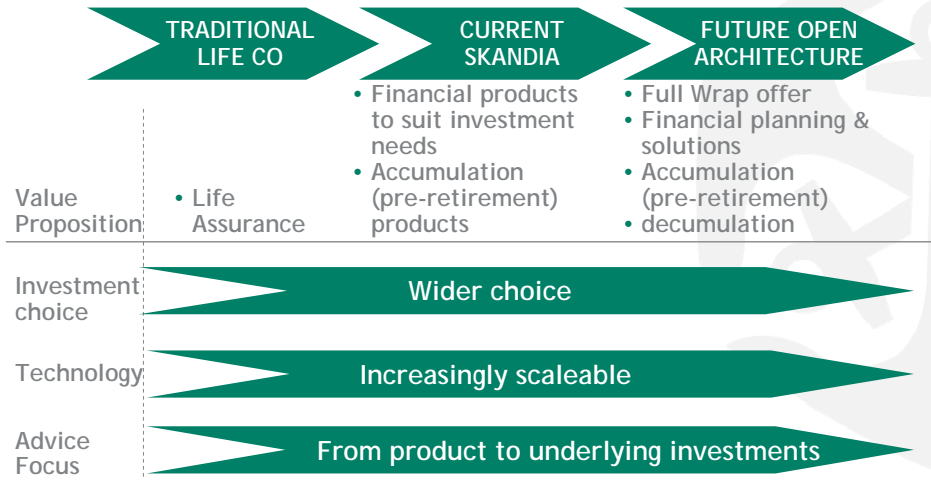 TRADITIONAL
LIFE CO
CURRENT
SKANDIA
FUTURE OPEN
ARCHITECTURE
Value
Proposition
• Life
Assurance
• Financial products
to suit investment
needs
• Accumulation
(pre-retirement)
products
• Full Wrap offer
• Financial planning &
solutions
• Accumulation
(pre-retirement)
• decumulation
Investment
choice
Wider choice
Technology
Increasingly scaleable
Advice
Focus
From product to underlying investments